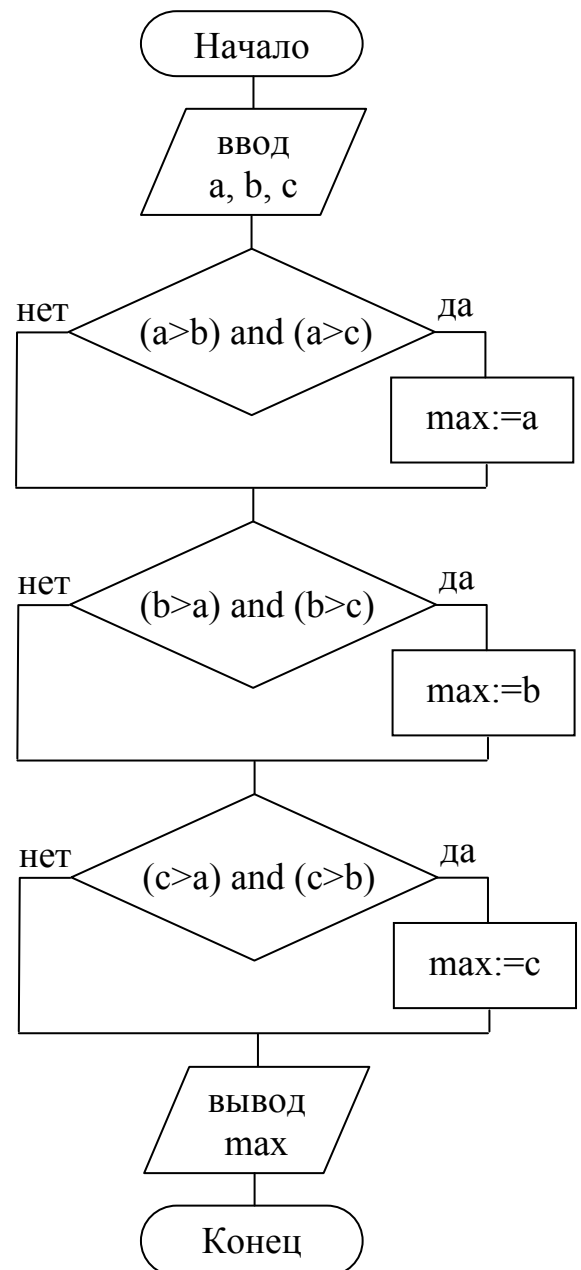 Начало
ввод
a, b, c
нет
да
(a>b) and (a>c)
max:=a
нет
да
(b>a) and (b>c)
max:=b
нет
да
(c>a) and (c>b)
max:=c
вывод
max
Конец